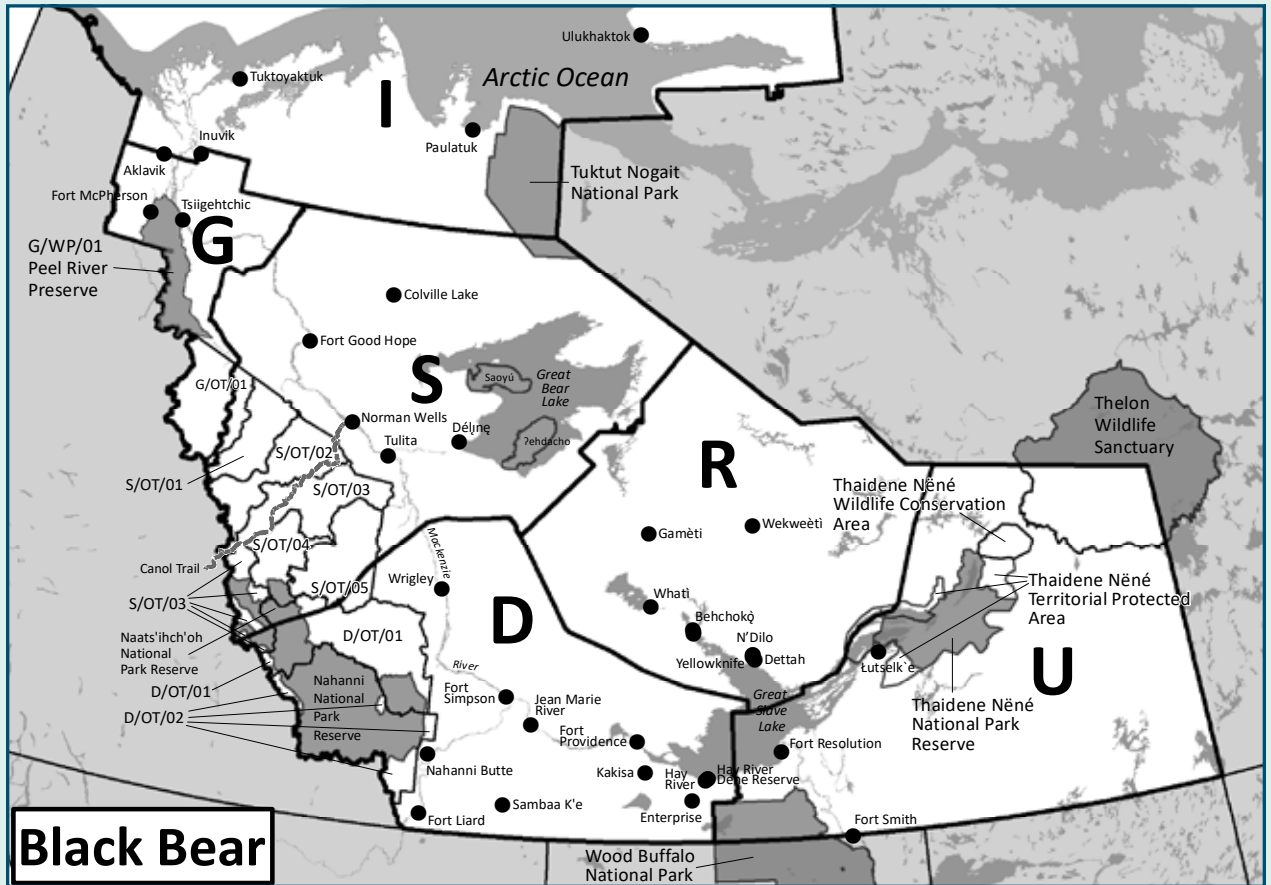 Ulukhaktok
Arctic Ocean
Tuktoyaktuk
I
Inuvik
Paulatuk
Aklavik
Tuktut Nogait
National Park
Fort McPherson
Tsiigehtchic
G
G/WP/01
Peel River
Preserve
Colville Lake
Fort Good Hope
S
Saoyú
Great
Bear
Lake
G/OT/01
Thelon
Wildlife
Sanctuary
Norman Wells
Délı̨nę
Ɂehdacho
Tulita
S/OT/02
R
S/OT/01
S/OT/03
Thaidene Nëné
Wildlife Conservation
Area
Gamètì
Wekweètì
Mackenzie
S/OT/04
Canol Trail
Wrigley
S/OT/05
Thaidene Nëné
Territorial Protected
Area
S/OT/03
Whatì
D
Behchokǫ̀
D/OT/01
Naats'ihch'oh
National
Park Reserve
N’Dilo
Yellowknife
Dettah
River
Łutselk`e
U
D/OT/01
Nahanni
National
Park
Reserve
Fort
Simpson
Jean Marie
River
Great
Slave
Lake
Thaidene Nëné
National Park
Reserve
D/OT/02
Fort
Providence
Fort Resolution
Nahanni Butte
Kakisa
Hay
River
Hay River
Dene Reserve
Sambaa K'e
Enterprise
Fort Liard
Fort Smith
Black Bear
Wood Buffalo
National Park